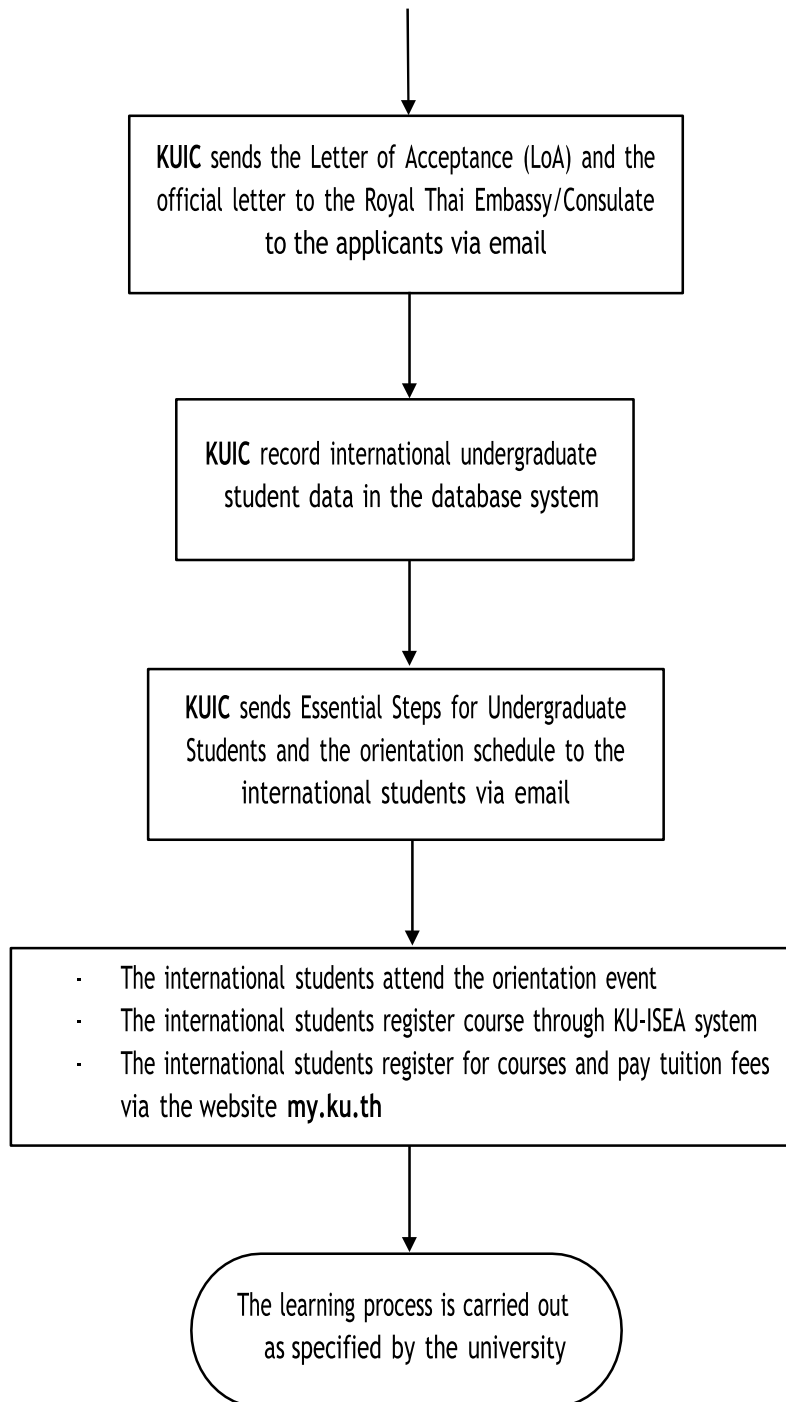 KUIC sends the Letter of Acceptance (LoA) and the
official letter to the Royal Thai Embassy/Consulate
to the applicants via email
KUIC record international undergraduate
student data in the database system
KUIC sends Essential Steps for Undergraduate
Students and the orientation schedule to the
international students via email
- The international students attend the orientation event
- The international students register course through KU-ISEA system
- The international students register for courses and pay tuition fees
via the website my.ku.th
The learning process is carried out
as specified by the university